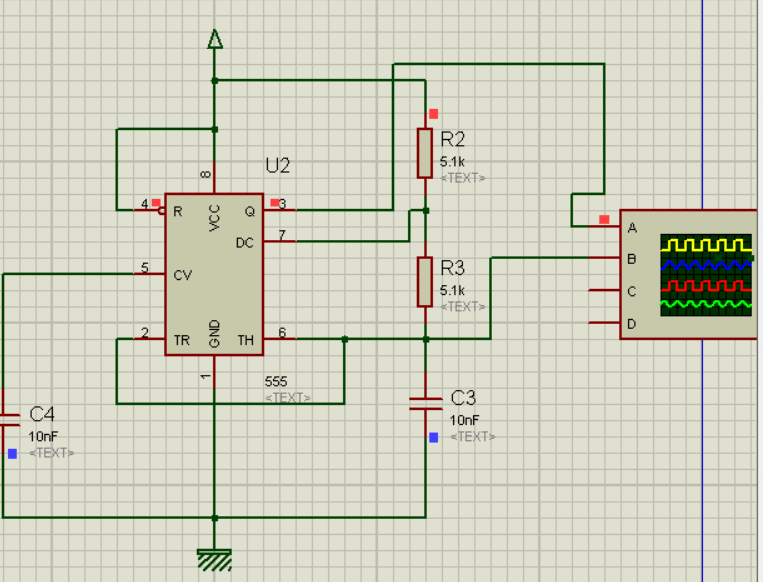 U2
R2
5.1k
<TEXT>
8
4
R
VCC
Q
3
DC
7
A
5
CV
R3
5.1k
<TEXT>
B
C
D
2
TR
GND
TH
6
1
555
<TEXT>
C3
10nF
<TEXT>
C4
10nF
<TEXT>